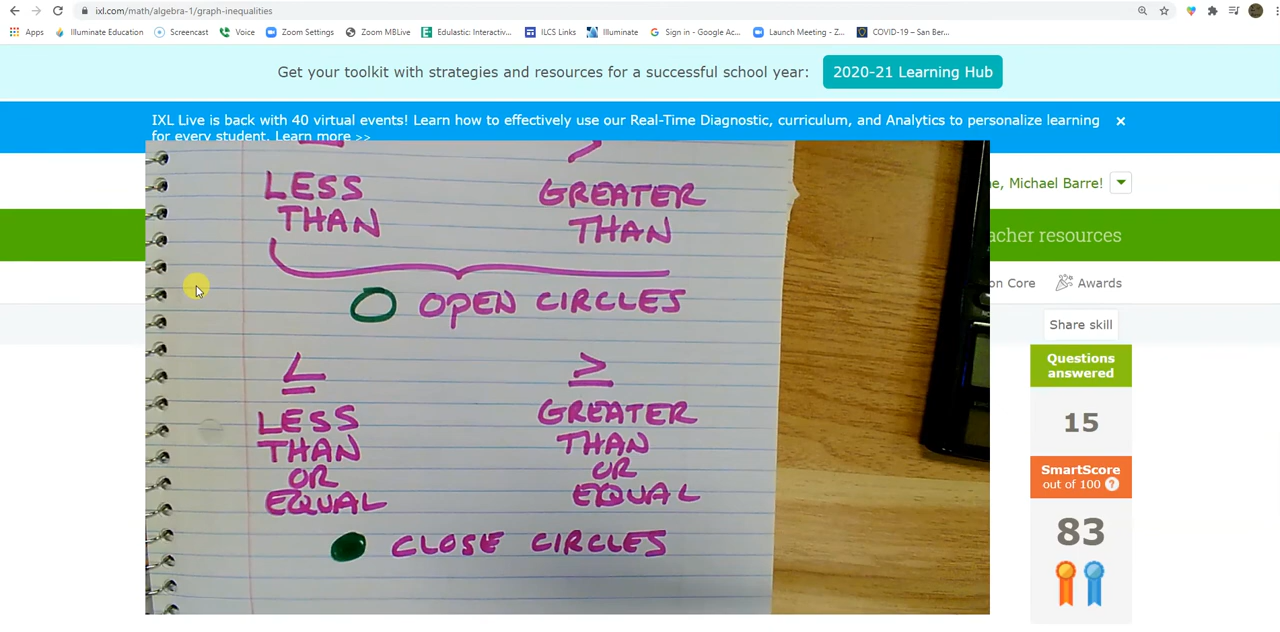 ixl.com/math/algebra-1/graph-inequalities
Apps Illuminate Education Screencast Voice Zoom Settings Zoom MBLive Edulastic: Interactiv... ILCS Links Illuminate Sign in - Google Ac... Launch Meeting - Z... COVID-19 – San Ber...
Get your toolkit with strategies and resources for a successful school year: 2020-21 Learning Hub
IXL Live is back with 40 virtual events! Learn how to effectively use our Real-Time Diagnostic, curriculum, and Analytics to personalize learning
for every student. Learn more >>
e, Michael Barre!
acher resources
on Core Awards
Share skill
Questions
answered
15
SmartScore
out of 100 ?
83
>
LESS
THAN
GREATER
THAN
OPEN CIRCLES
≤
LESS
THAN
OR
EQUAL
≥
GREATER
THAN
OR
EQUAL
CLOSE CIRCLES